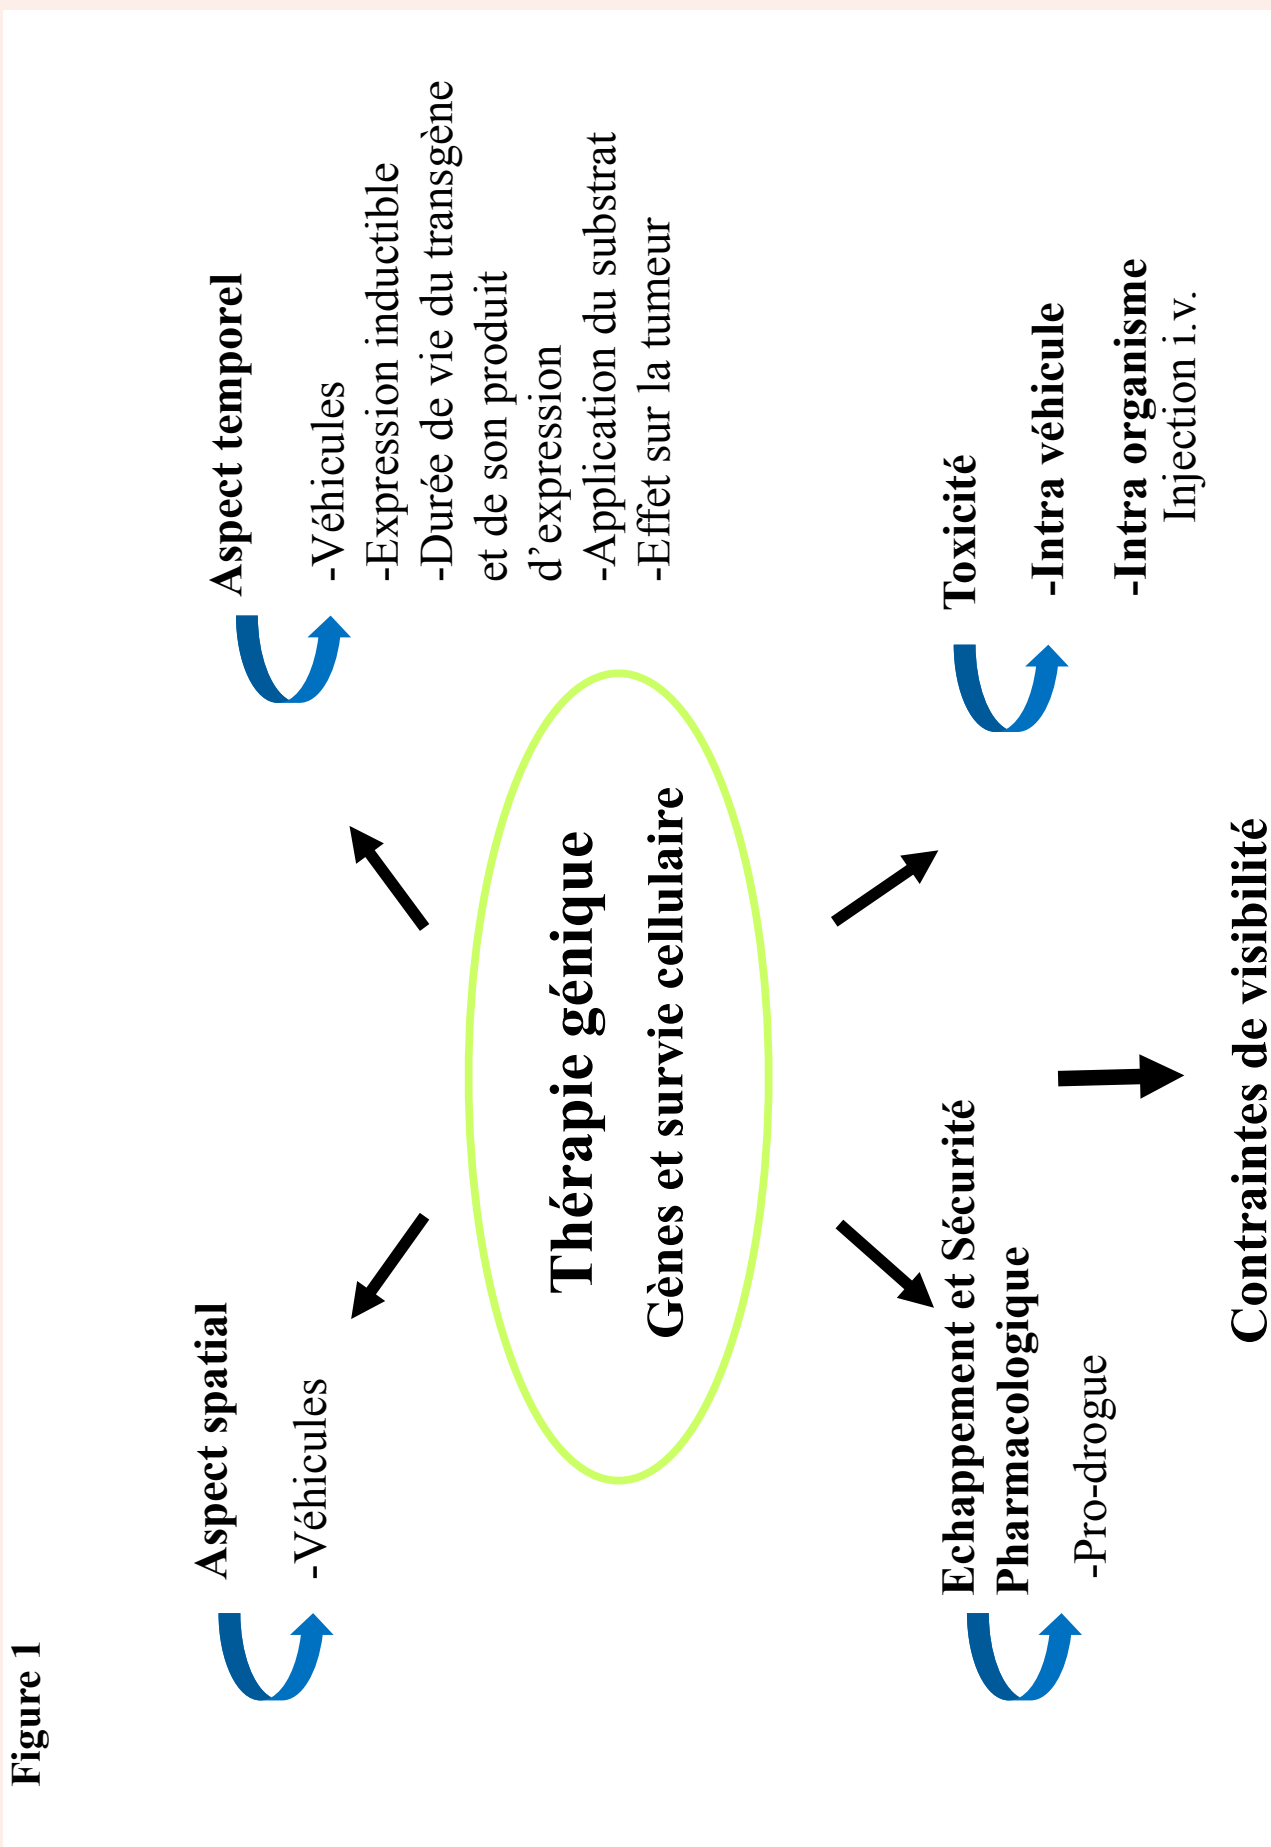 Figure 1
Aspect spatial
-Véhicules
Aspect temporel
-Véhicules
-Expression inductible
-Durée de vie du transgène
et de son produit
d’expression
-Application du substrat
-Effet sur la tumeur
Thérapie génique
Gènes et survie cellulaire
Echappement et Sécurité
Pharmacologique
-Pro-drogue
Toxicité
-Intra véhicule
-Intra organisme
Injection i.v.
Contraintes de visibilité